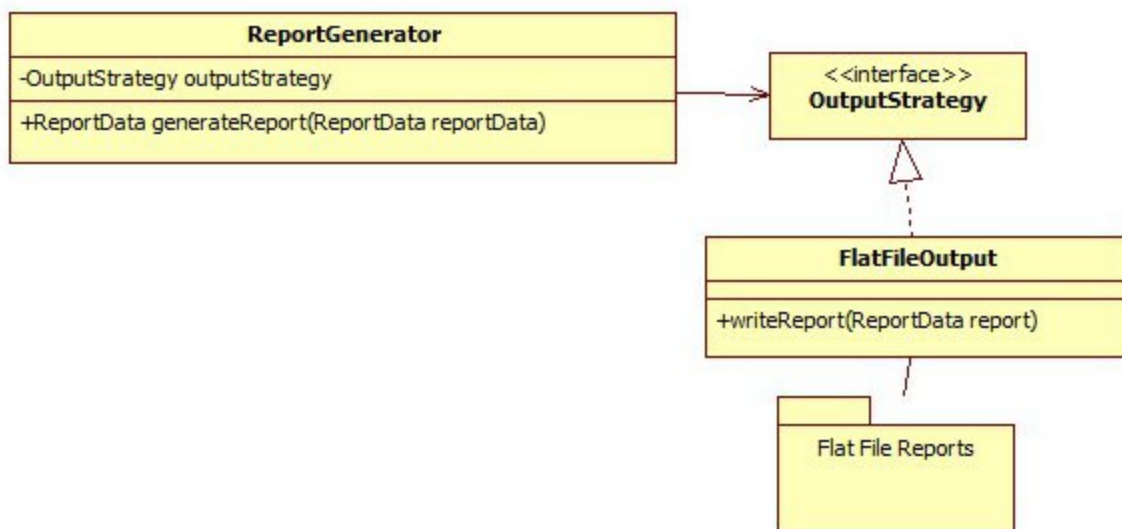 ReportGenerator
-OutputStrategy outputStrategy
+ReportData generateReport(ReportData reportData)
<<interface>>
OutputStrategy
FlatFileOutput
+writeReport(ReportData report)
Flat File Reports